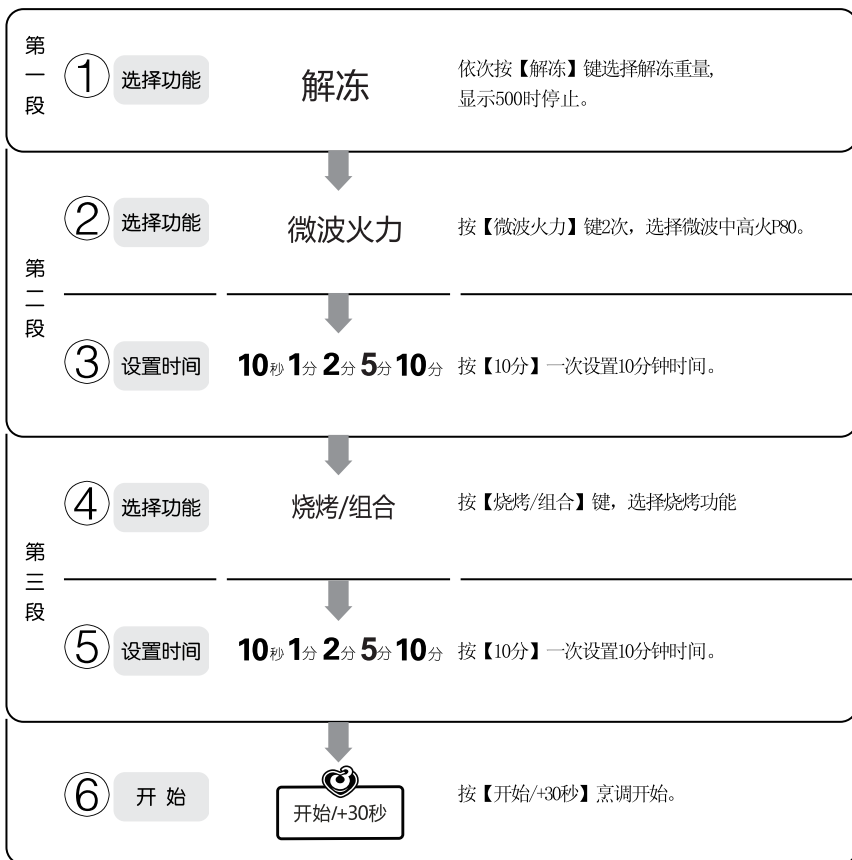 第一段
① 选择功能 解冻 依次按【解冻】键选择解冻重量,
显示500时停止。
第二段
② 选择功能 微波火力 按【微波火力】键2次，选择微波中高火P80。
③ 设置时间 10秒 1分 2分 5分 10分 按【10分】一次设置10分钟时间。
第三段
④ 选择功能 烧烤/组合 按【烧烤/组合】键，选择烧烤功能
⑤ 设置时间 10秒 1分 2分 5分 10分 按【10分】一次设置10分钟时间。
⑥ 开 始 开始/+30秒 按【开始/+30秒】烹调开始。